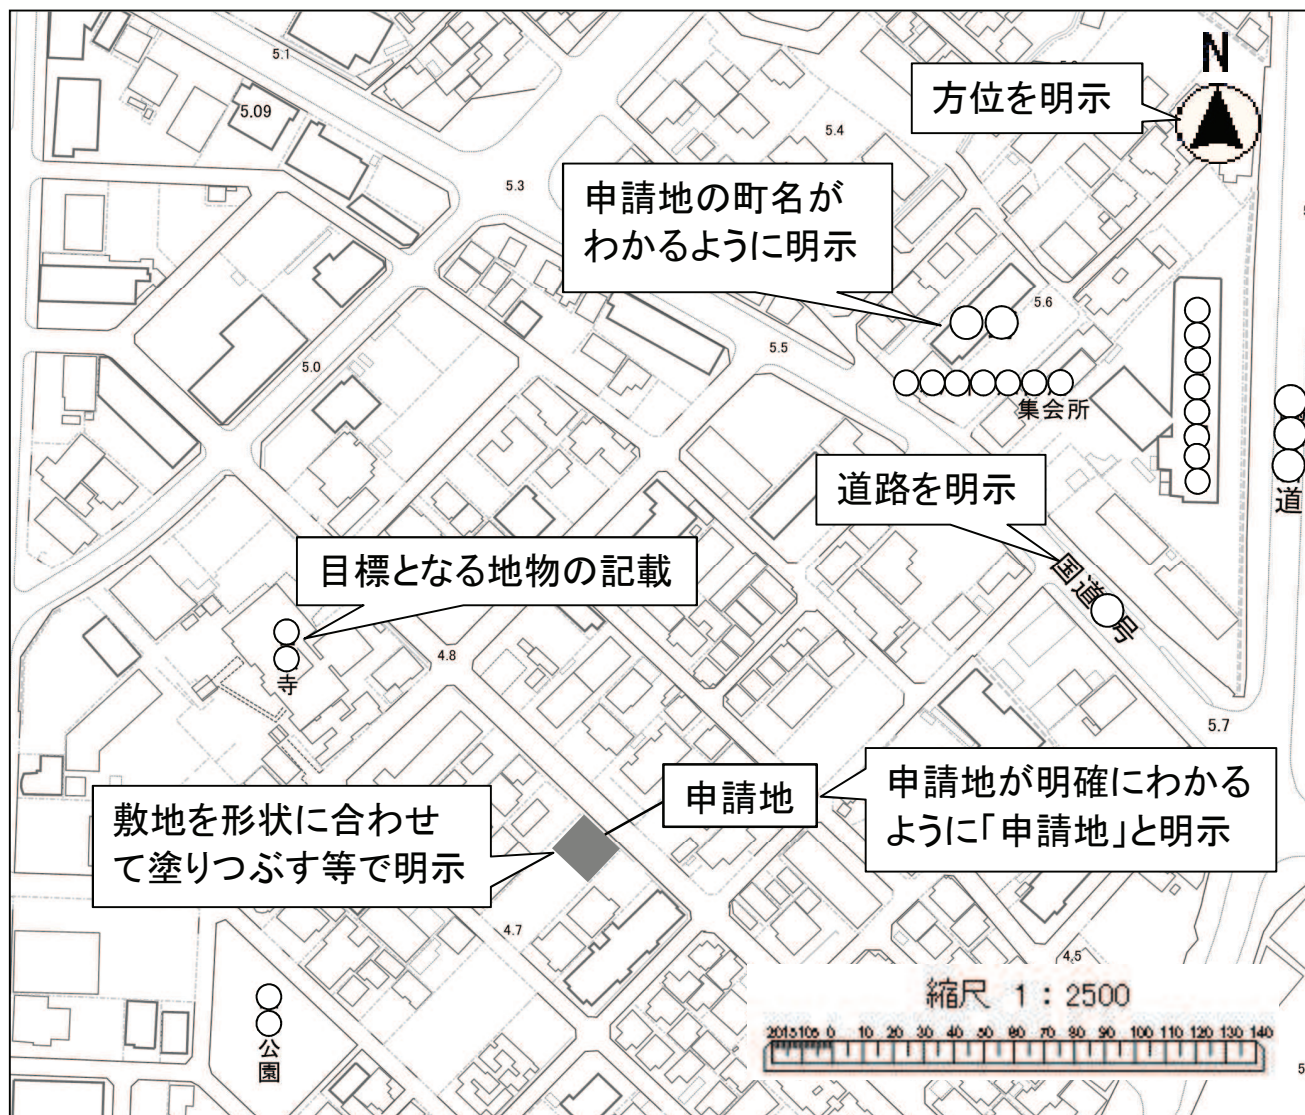 N
5.1
方位を明示
5.09
5.4
5.3
申請地の町名が
わかるように明示
5.6
○○
5.5
5.0
○○○○○○○
集会所
○○○○○○○○
○○○道
道路を明示
国道○号
目標となる地物の記載
○○寺
4.8
5.7
申請地
申請地が明確にわかる
ように「申請地」と明示
敷地を形状に合わせ
て塗りつぶす等で明示
4.7
4.5
○○公園
縮尺 1:2500
20 15 10 5 0 10 20 30 40 50 60 70 80 90 100 110 120 130 140